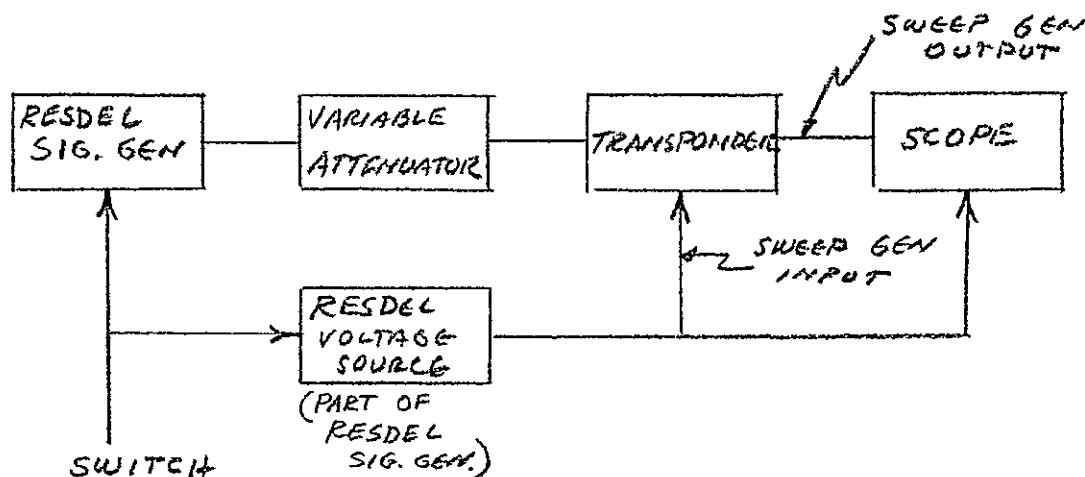 SWEEP GEN
OUTPUT
RESDEL
SIG. GEN
VARIABLE
ATTENUATOR
TRANSPONDER
SCOPE
SWEEP GEN
INPUT
RESDEL
VOLTAGE
SOURCE
(PART OF
RESDEL
SIG. GEN.)
SWITCH